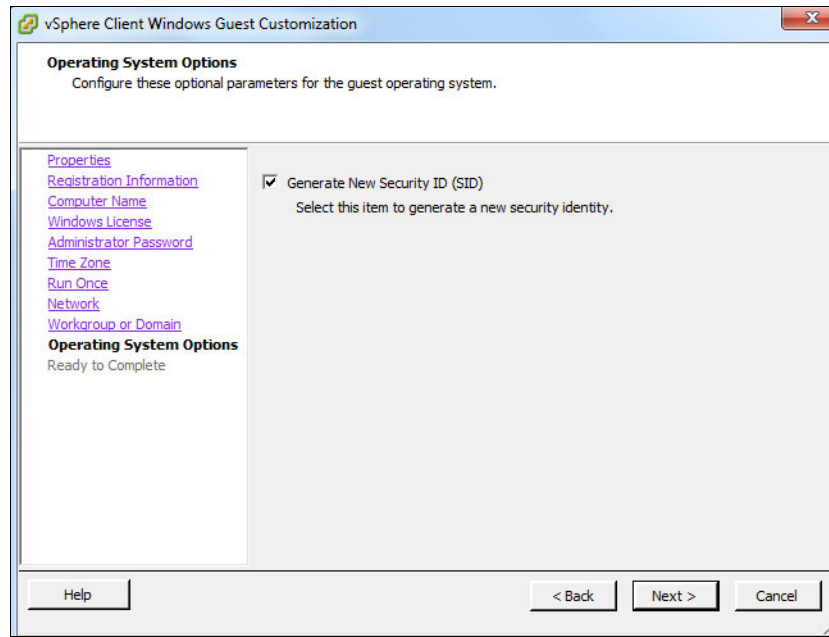 vSphere Client Windows Guest Customization
Operating System Options
Configure these optional parameters for the guest operating system.
Properties
Registration Information
Computer Name
Windows License
Administrator Password
Time Zone
Run Once
Network
Workgroup or Domain
Operating System Options
Ready to Complete
Generate New Security ID (SID)
Select this item to generate a new security identity.
Help
< Back
Next >
Cancel